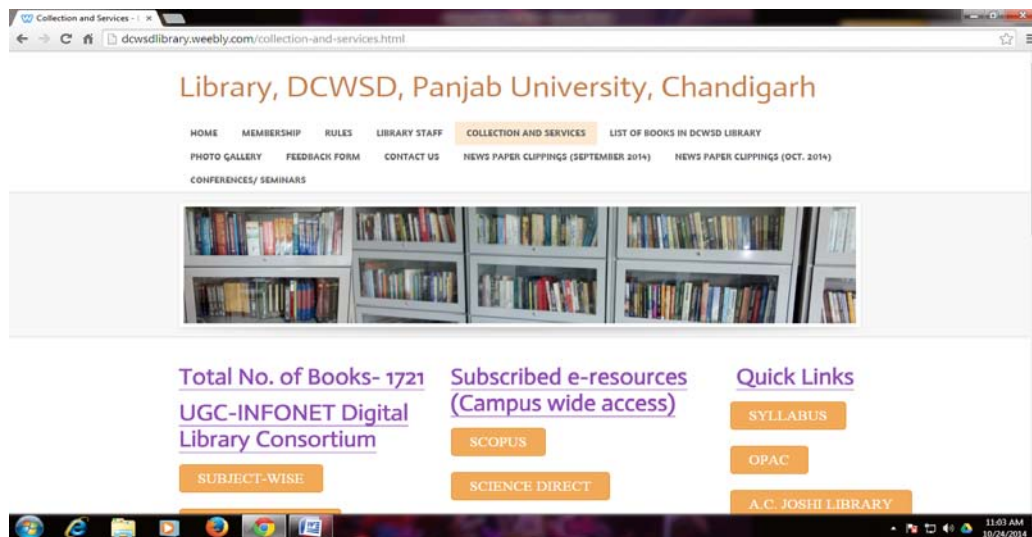 Collection and Services -
dcwsdlibrary.weebly.com/collection-and-services.html
Library, DCWSD, Panjab University, Chandigarh
HOME MEMBERSHIP RULES LIBRARY STAFF COLLECTION AND SERVICES LIST OF BOOKS IN DCWSD LIBRARY
PHOTO GALLERY FEEDBACK FORM CONTACT US NEWS PAPER CLIPPINGS (SEPTEMBER 2014) NEWS PAPER CLIPPINGS (OCT. 2014)
CONFERENCES/ SEMINARS
Total No. of Books- 1721
UGC-INFONET Digital
Library Consortium
SUBJECT-WISE
Subscribed e-resources
(Campus wide access)
SCOPUS
SCIENCE DIRECT
Quick Links
SYLLABUS
OPAC
A.C. JOSHI LIBRARY
11:03 AM
10/24/2014